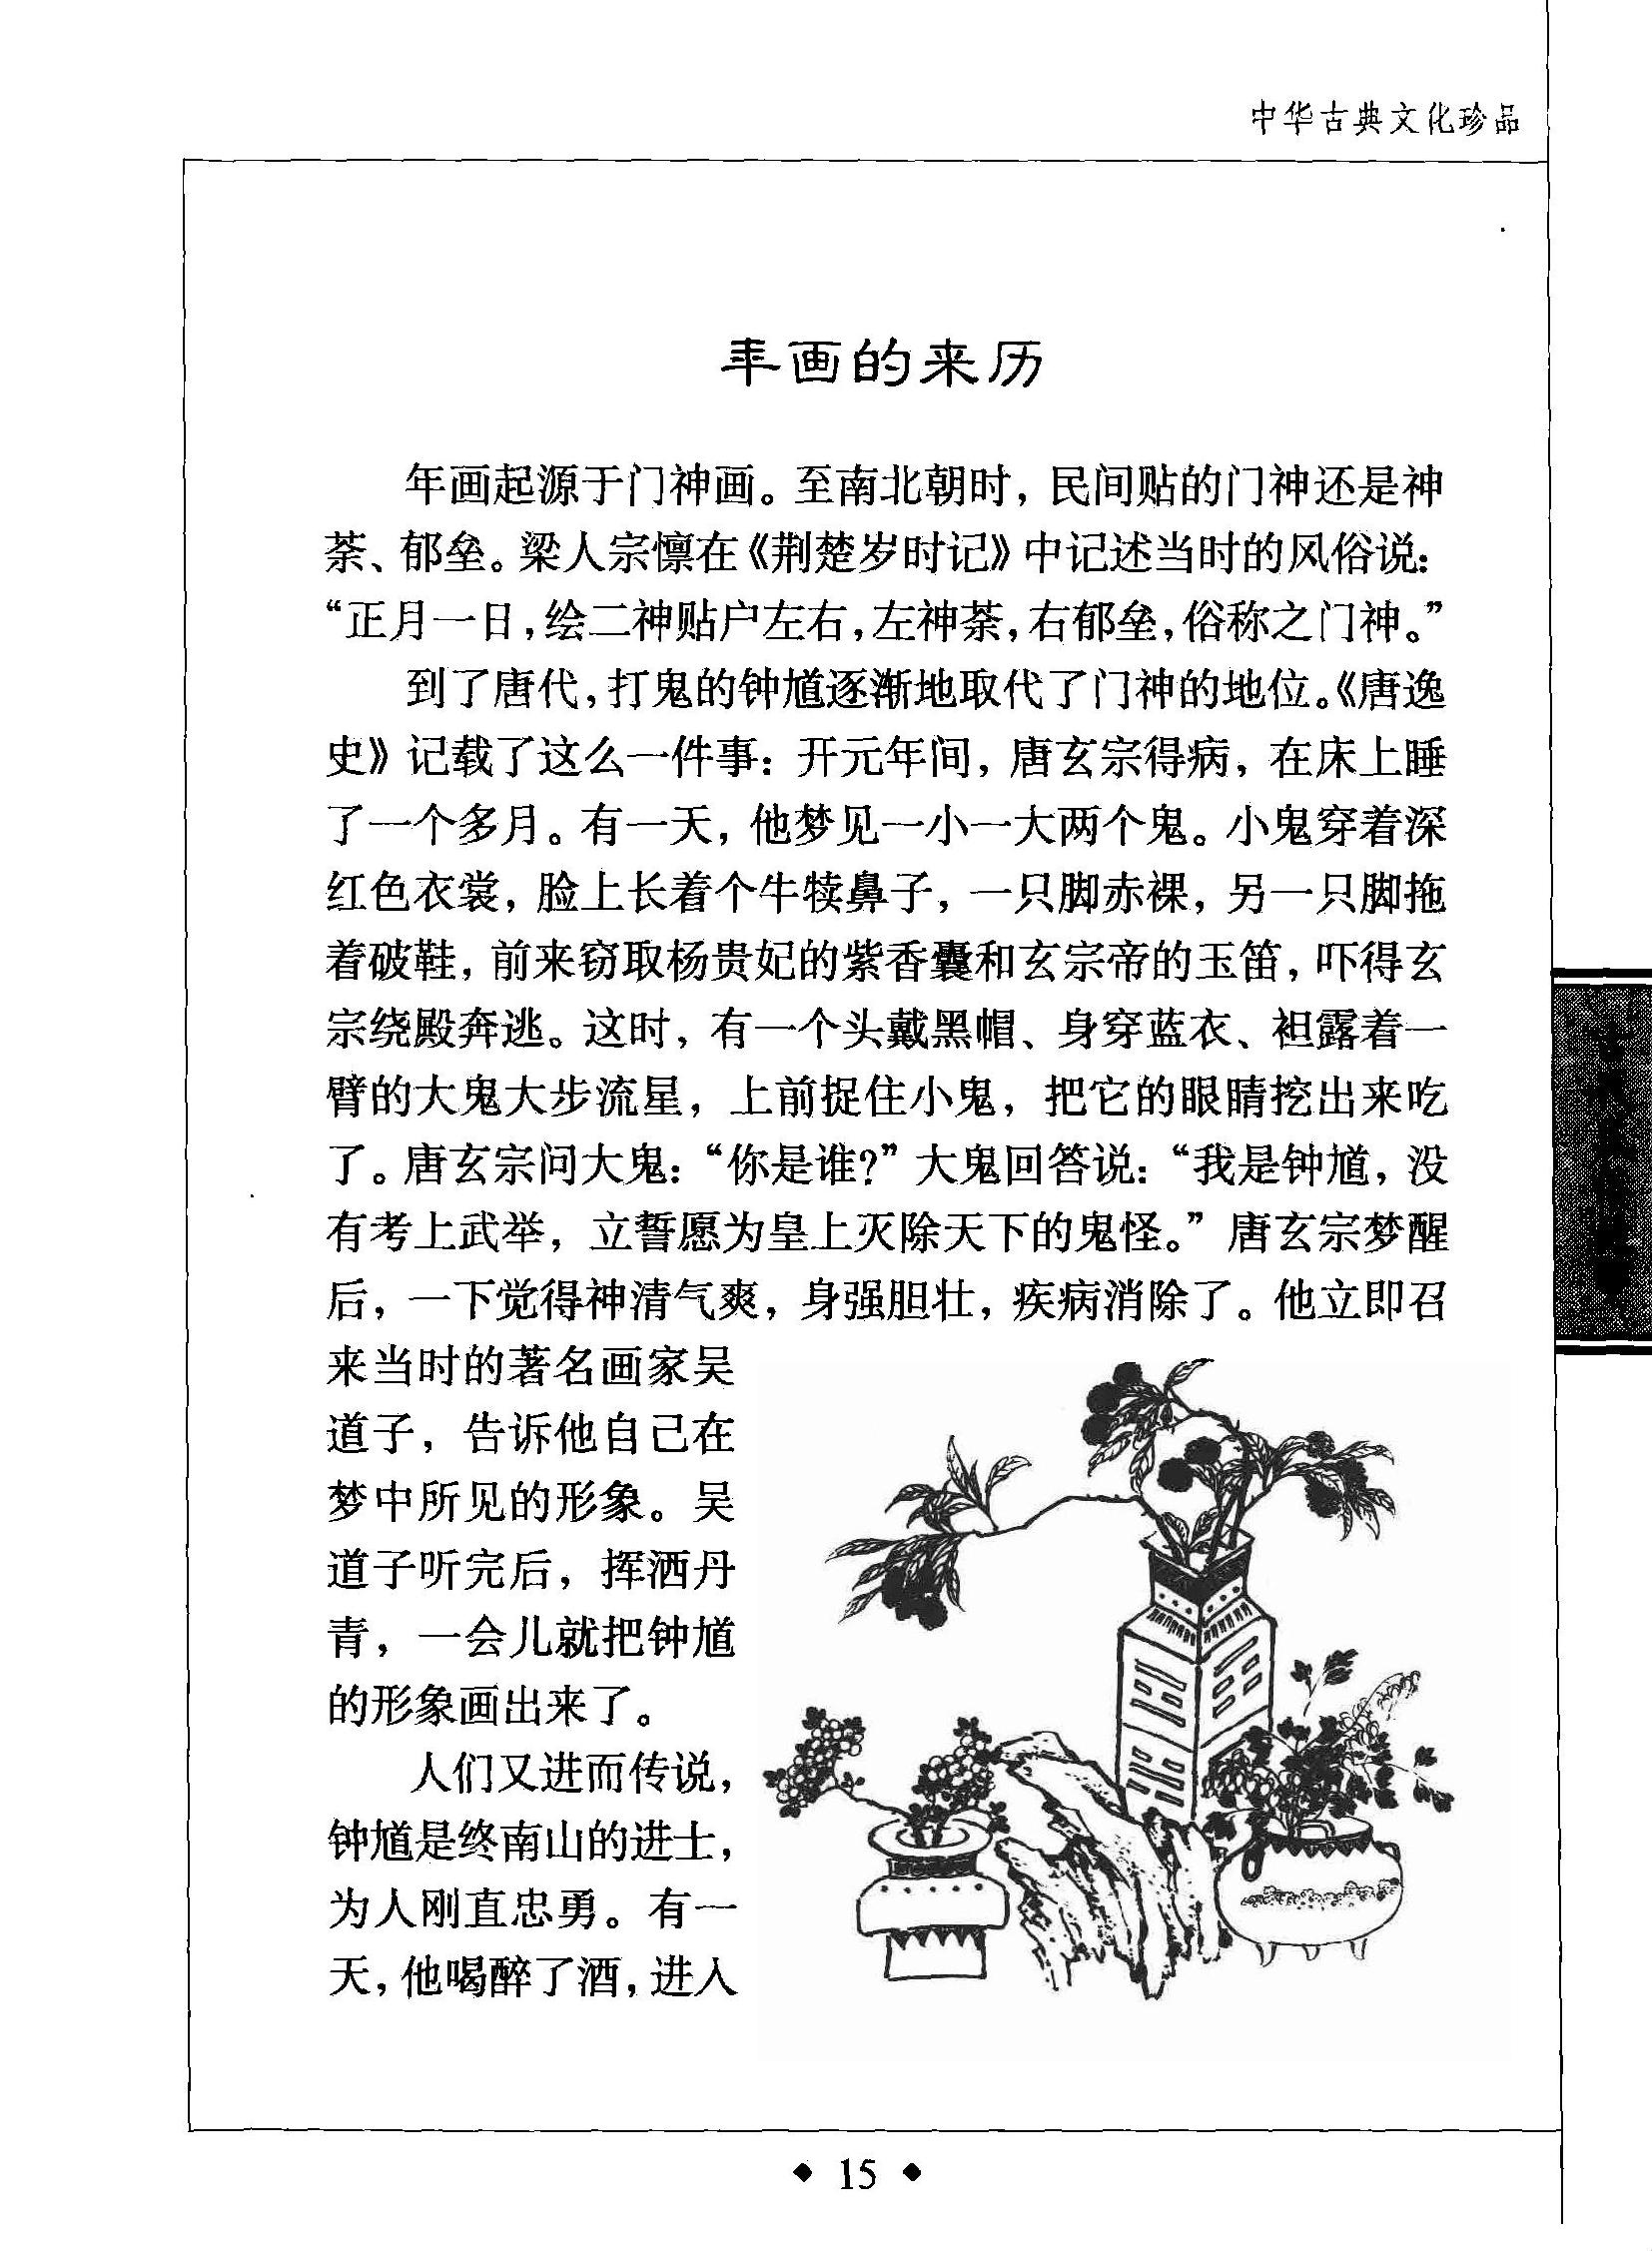 中华古典文化珍品
年画的来历
年画起源于门神画。至南北朝时，民间贴的门神还是神
荼、郁垒。梁人宗懔在《荆楚岁时记》中记述当时的风俗说：
“正月一日，绘二神贴户左右，左神荼，右郁垒，俗称之门神。”
到了唐代，打鬼的钟馗逐渐地取代了门神的地位。《唐逸
史》记载了这么一件事：开元年间，唐玄宗得病，在床上睡
了一个多月。有一天，他梦见一小一大两个鬼。小鬼穿着深
红色衣裳，脸上长着个牛犊鼻子，一只脚赤裸，另一只脚拖
着破鞋，前来窃取杨贵妃的紫香囊和玄宗帝的玉笛，吓得玄
宗绕殿奔逃。这时，有一个头戴黑帽、身穿蓝衣、袒露着一
臂的大鬼大步流星，上前捉住小鬼，把它的眼睛挖出来吃
了。唐玄宗问大鬼：“你是谁？”大鬼回答说：“我是钟馗，没
有考上武举，立誓愿为皇上灭除天下的鬼怪。”唐玄宗梦醒
后，一下觉得神清气爽，身强胆壮，疾病消除了。他立即召
来当时的著名画家吴
道子，告诉他自己在
梦中所见的形象。吴
道子听完后，挥洒丹
青，一会儿就把钟馗
的形象画出来了。
人们又进而传说，
钟馗是终南山的进士，
为人刚直忠勇。有一
天，他喝醉了酒，进入
◆ 15 ◆